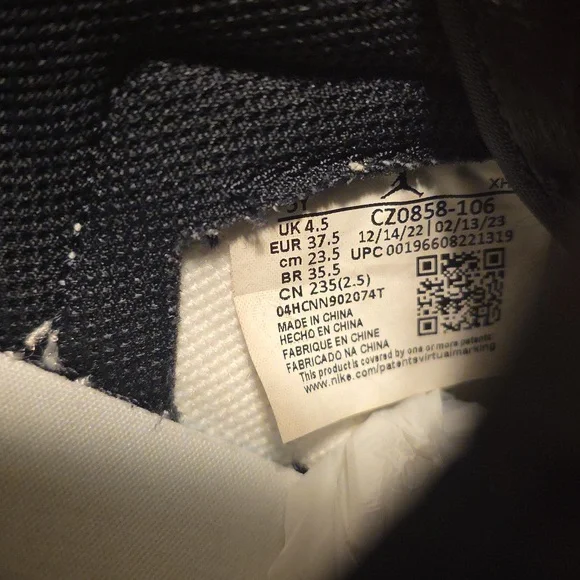 5Y
XH
UK 4.5
CZ0858-106
EUR 37.5
12/14/22 | 02/13/23
cm 23.5
UPC 00196608221319
BR 35.5
CN 235(2.5)
04HCNN902074T
MADE IN CHINA
HECHO EN CHINA
FABRIQUE EN CHINE
FABRICADO NA CHINA
This product is covered by one or more patents
www.nike.com/patentsvirtualmarking